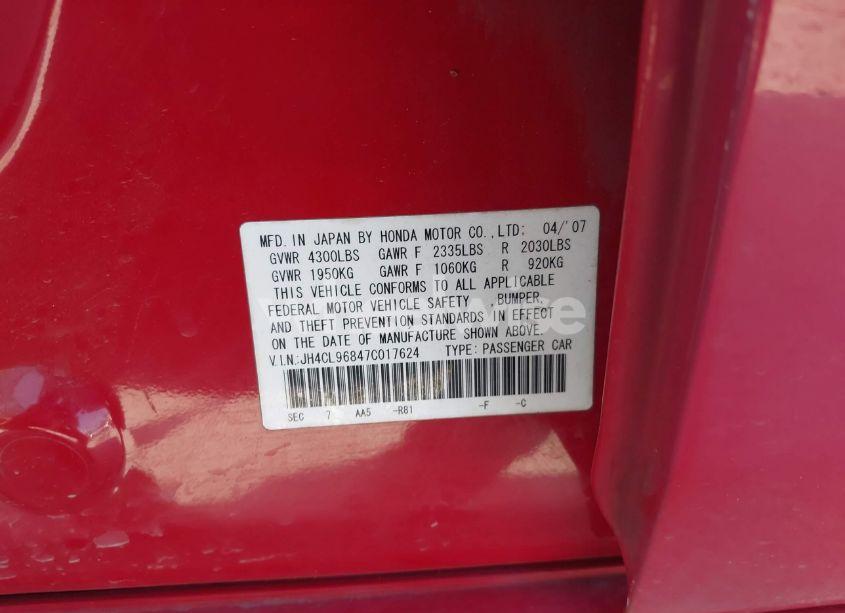 MFD. IN JAPAN BY HONDA MOTOR CO.,LTD: 04/'07
GVWR 4300LBS GAWR F 2335LBS R 2030LBS
GVWR 1950KG GAWR F 1060KG R 920KG
THIS VEHICLE CONFORMS TO ALL APPLICABLE
FEDERAL MOTOR VEHICLE SAFETY ,BUMPER,
AND THEFT PREVENTION STANDARDS IN EFFECT
ON THE DATE OF MANUFACTURE SHOWN ABOVE.
V.I.N.:JH4CL96847C017624 TYPE: PASSENGER CAR
SEC 7 AA5 -R81 -F -C